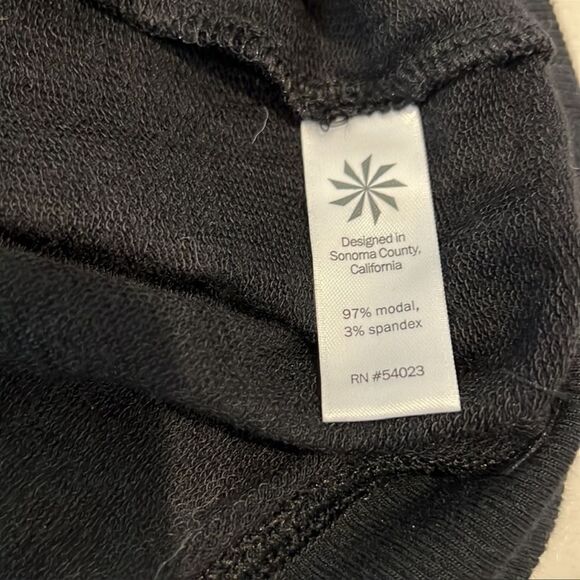 Designed in
Sonoma County,
California
97% modal,
3% spandex
RN #54023